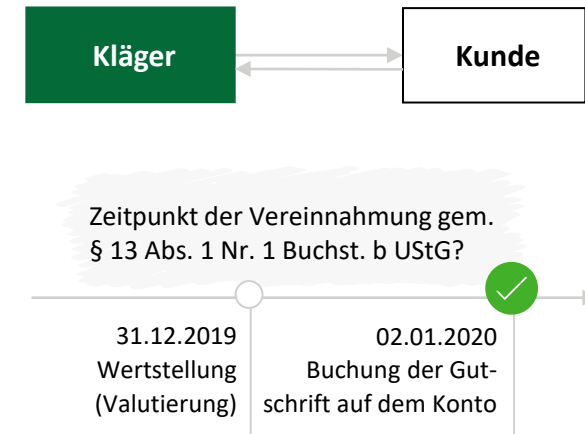 Kläger
Kunde
Zeitpunkt der Vereinnahmung gem.
§ 13 Abs. 1 Nr. 1 Buchst. b UStG?
31.12.2019
Wertstellung
(Valutierung)
02.01.2020
Buchung der Gut-
schrift auf dem Konto